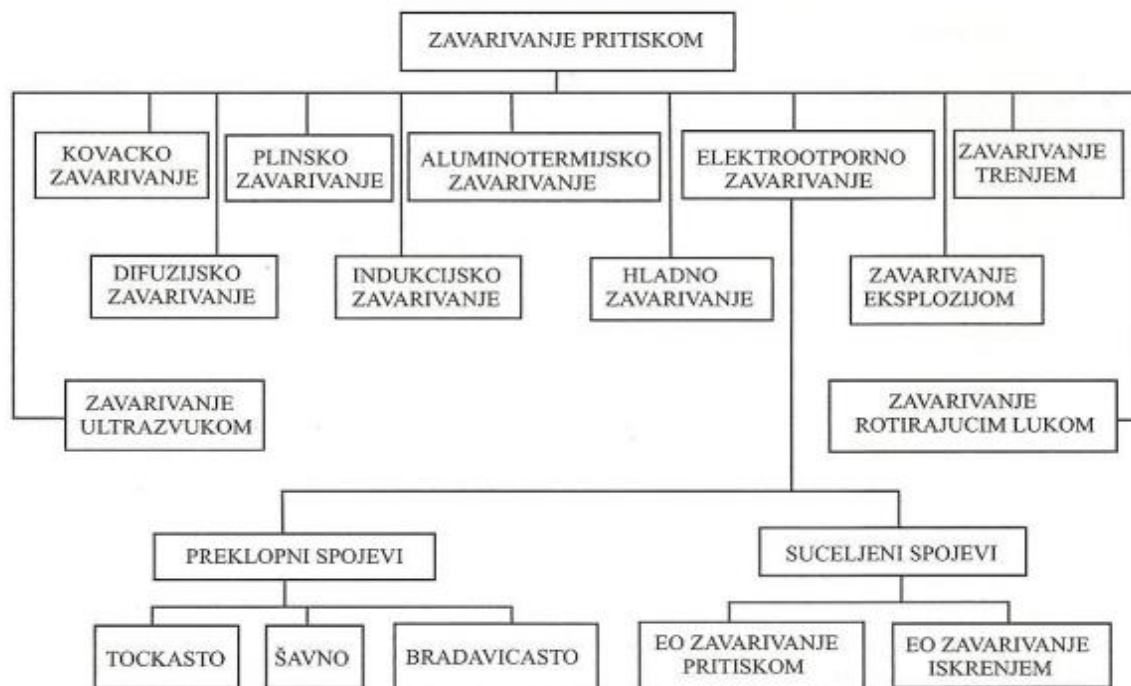 ZAVARIVANJE PRITISKOM
KOVACKO
ZAVARIVANJE
PLINSKO
ZAVARIVANJE
ALUMINOTERMIJSKO
ZAVARIVANJE
ELEKTROOTPORNO
ZAVARIVANJE
ZAVARIVANJE
TRENJEM
DIFUZIJSKO
ZAVARIVANJE
INDUKCIJSKO
ZAVARIVANJE
HLADNO
ZAVARIVANJE
ZAVARIVANJE
EKSPLOZIJOM
ZAVARIVANJE
ULTRAZVUKOM
ZAVARIVANJE
ROTIRAJUCIM LUKOM
PREKLOPNI SPOJEVI
SUCELJENI SPOJEVI
TOCKASTO
ŠAVNO
BRADAVICASTO
EO ZAVARIVANJE
PRITISKOM
EO ZAVARIVANJE
ISKRENJEM